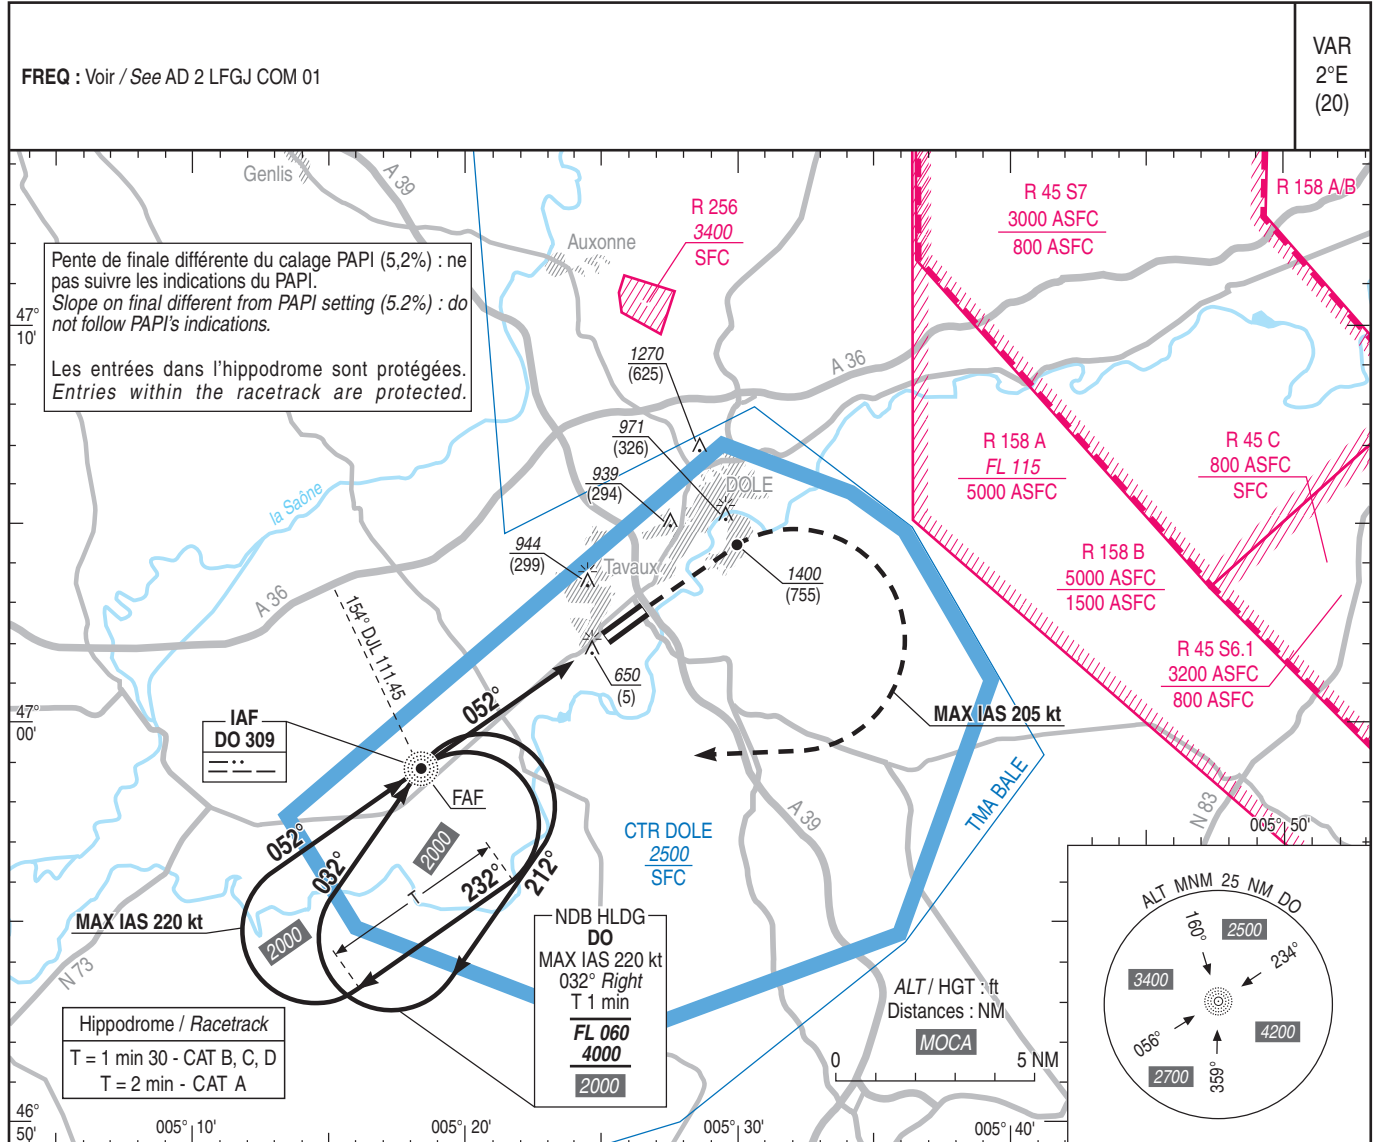 FREQ : Voir / See AD 2 LFGJ COM 01
VAR
2°E
(20)
Genlis
A 39
Auxonne
R 256
3400
SFC
R 45 S7
3000 ASFC
800 ASFC
R 158 A/B
Pente de finale différente du calage PAPI (5,2%) : ne
pas suivre les indications du PAPI.
Slope on final different from PAPI setting (5.2%) : do
not follow PAPI's indications.
Les entrées dans l'hippodrome sont protégées.
Entries within the racetrack are protected.
47°
10'
1270
(625)
A 36
971
(326)
939
(294)
DOLE
R 158 A
FL 115
5000 ASFC
R 45 C
800 ASFC
SFC
la Saône
944
(299)
Tavaux
1400
(755)
R 158 B
5000 ASFC
1500 ASFC
A 36
154° DJL 111.45
650
(5)
R 45 S6.1
3200 ASFC
800 ASFC
47°
00'
IAF
DO 309
052°
MAX IAS 205 kt
FAF
TMA BALE
A 39
N 83
005° 50'
052°
032°
2000
T
232°
212°
CTR DOLE
2500
SFC
MAX IAS 220 kt
2000
N 73
NDB HLDG
DO
MAX IAS 220 kt
032° Right
T 1 min
FL 060
4000
2000
ALT / HGT : ft
Distances : NM
MOCA
0
5 NM
Hippodrome / Racetrack
T = 1 min 30 - CAT B, C, D
T = 2 min - CAT A
ALT MNM 25 NM DO
160°
2500
234°
3400
4200
056°
2700
359°
46°
50'
005° 10'
005° 20'
005° 30'
005° 40'